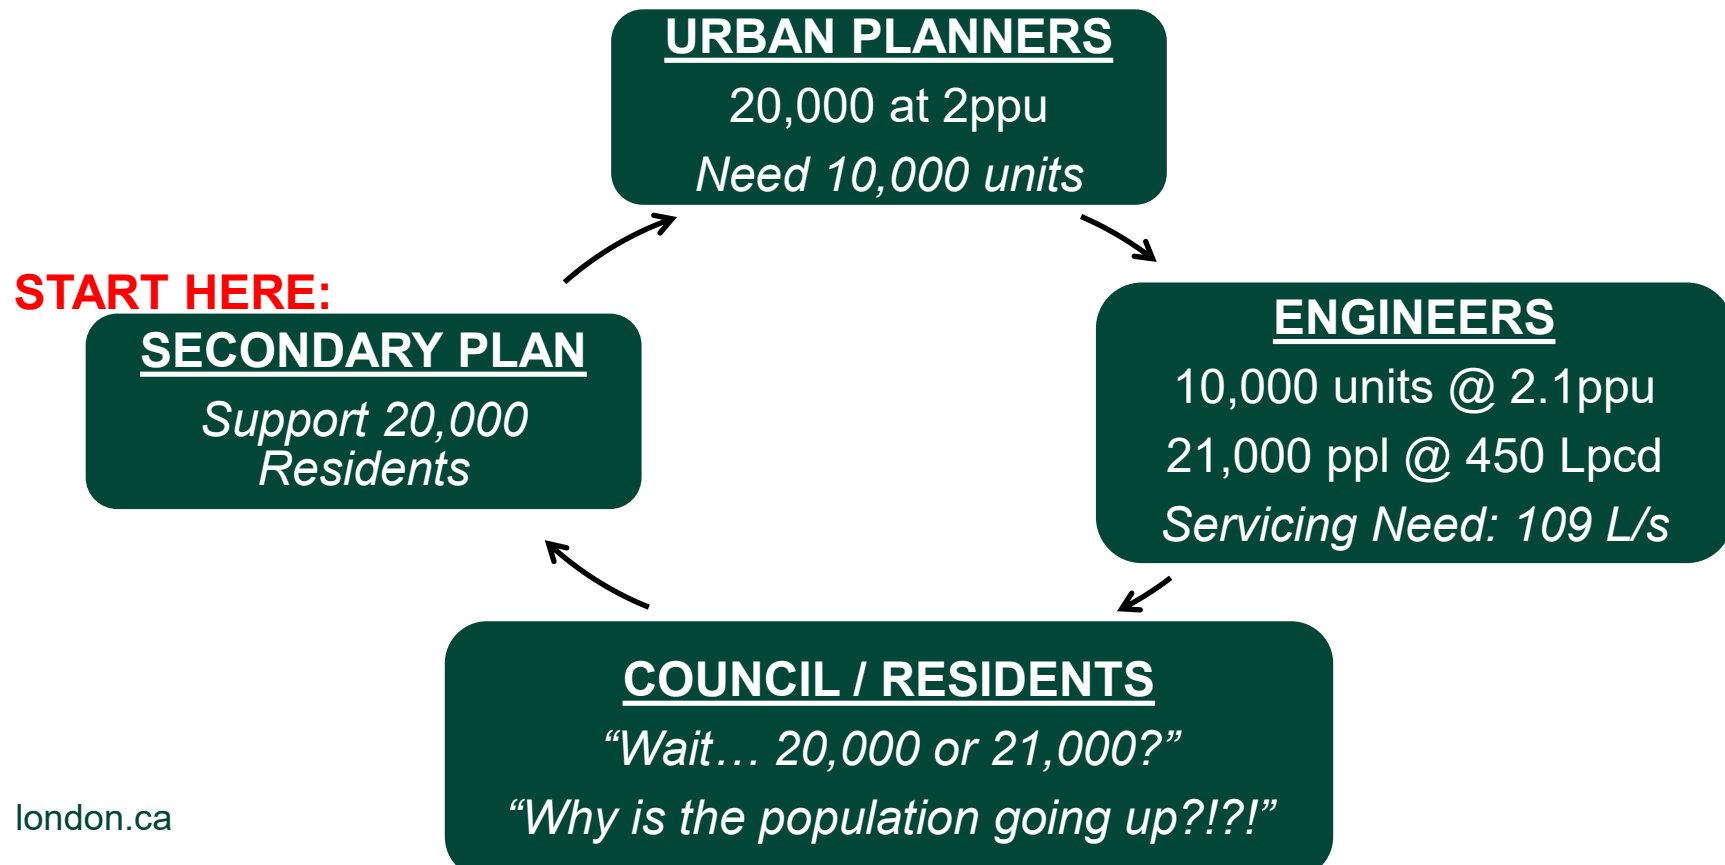 URBAN PLANNERS
20,000 at 2ppu
Need 10,000 units
START HERE:
SECONDARY PLAN
Support 20,000
Residents
ENGINEERS
10,000 units @ 2.1ppu
21,000 ppl @ 450 Lpcd
Servicing Need: 109 L/s
COUNCIL / RESIDENTS
“Wait… 20,000 or 21,000?”
“Why is the population going up?!?!”
london.ca